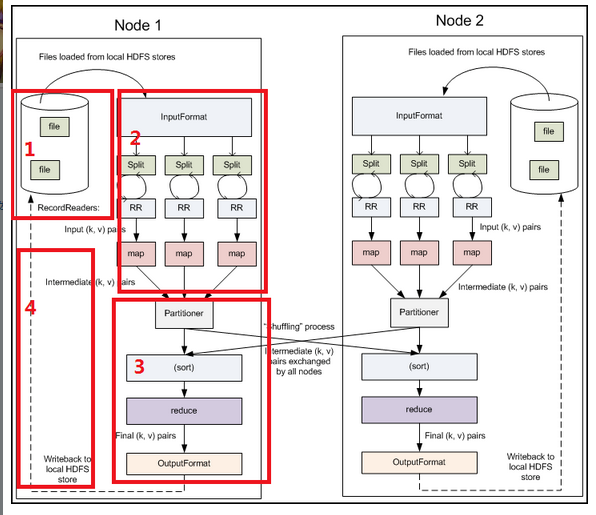 Node 1
Files loaded from local HDFS stores
file
1
file
RecordReaders:
InputFormat
2
Split
Split
Split
RR
RR
RR
Input (k, v) pairs
map
map
map
4
Intermediate (k, v) pairs
Partitioner
3
(sort)
reduce
Final (k, v) pairs
OutputFormat
Writeback to
local HDFS
store
"Shuffling" process
Intermediate (k, v)
pairs exchanged
by all nodes
Node 2
Files loaded from local HDFS stores
InputFormat
file
file
Split
Split
Split
RR
RR
RR
Input (k, v) pairs
map
map
map
Intermediate (k, v) pairs
Partitioner
(sort)
reduce
Final (k, v) pairs
OutputFormat
Writeback to
local HDFS
store